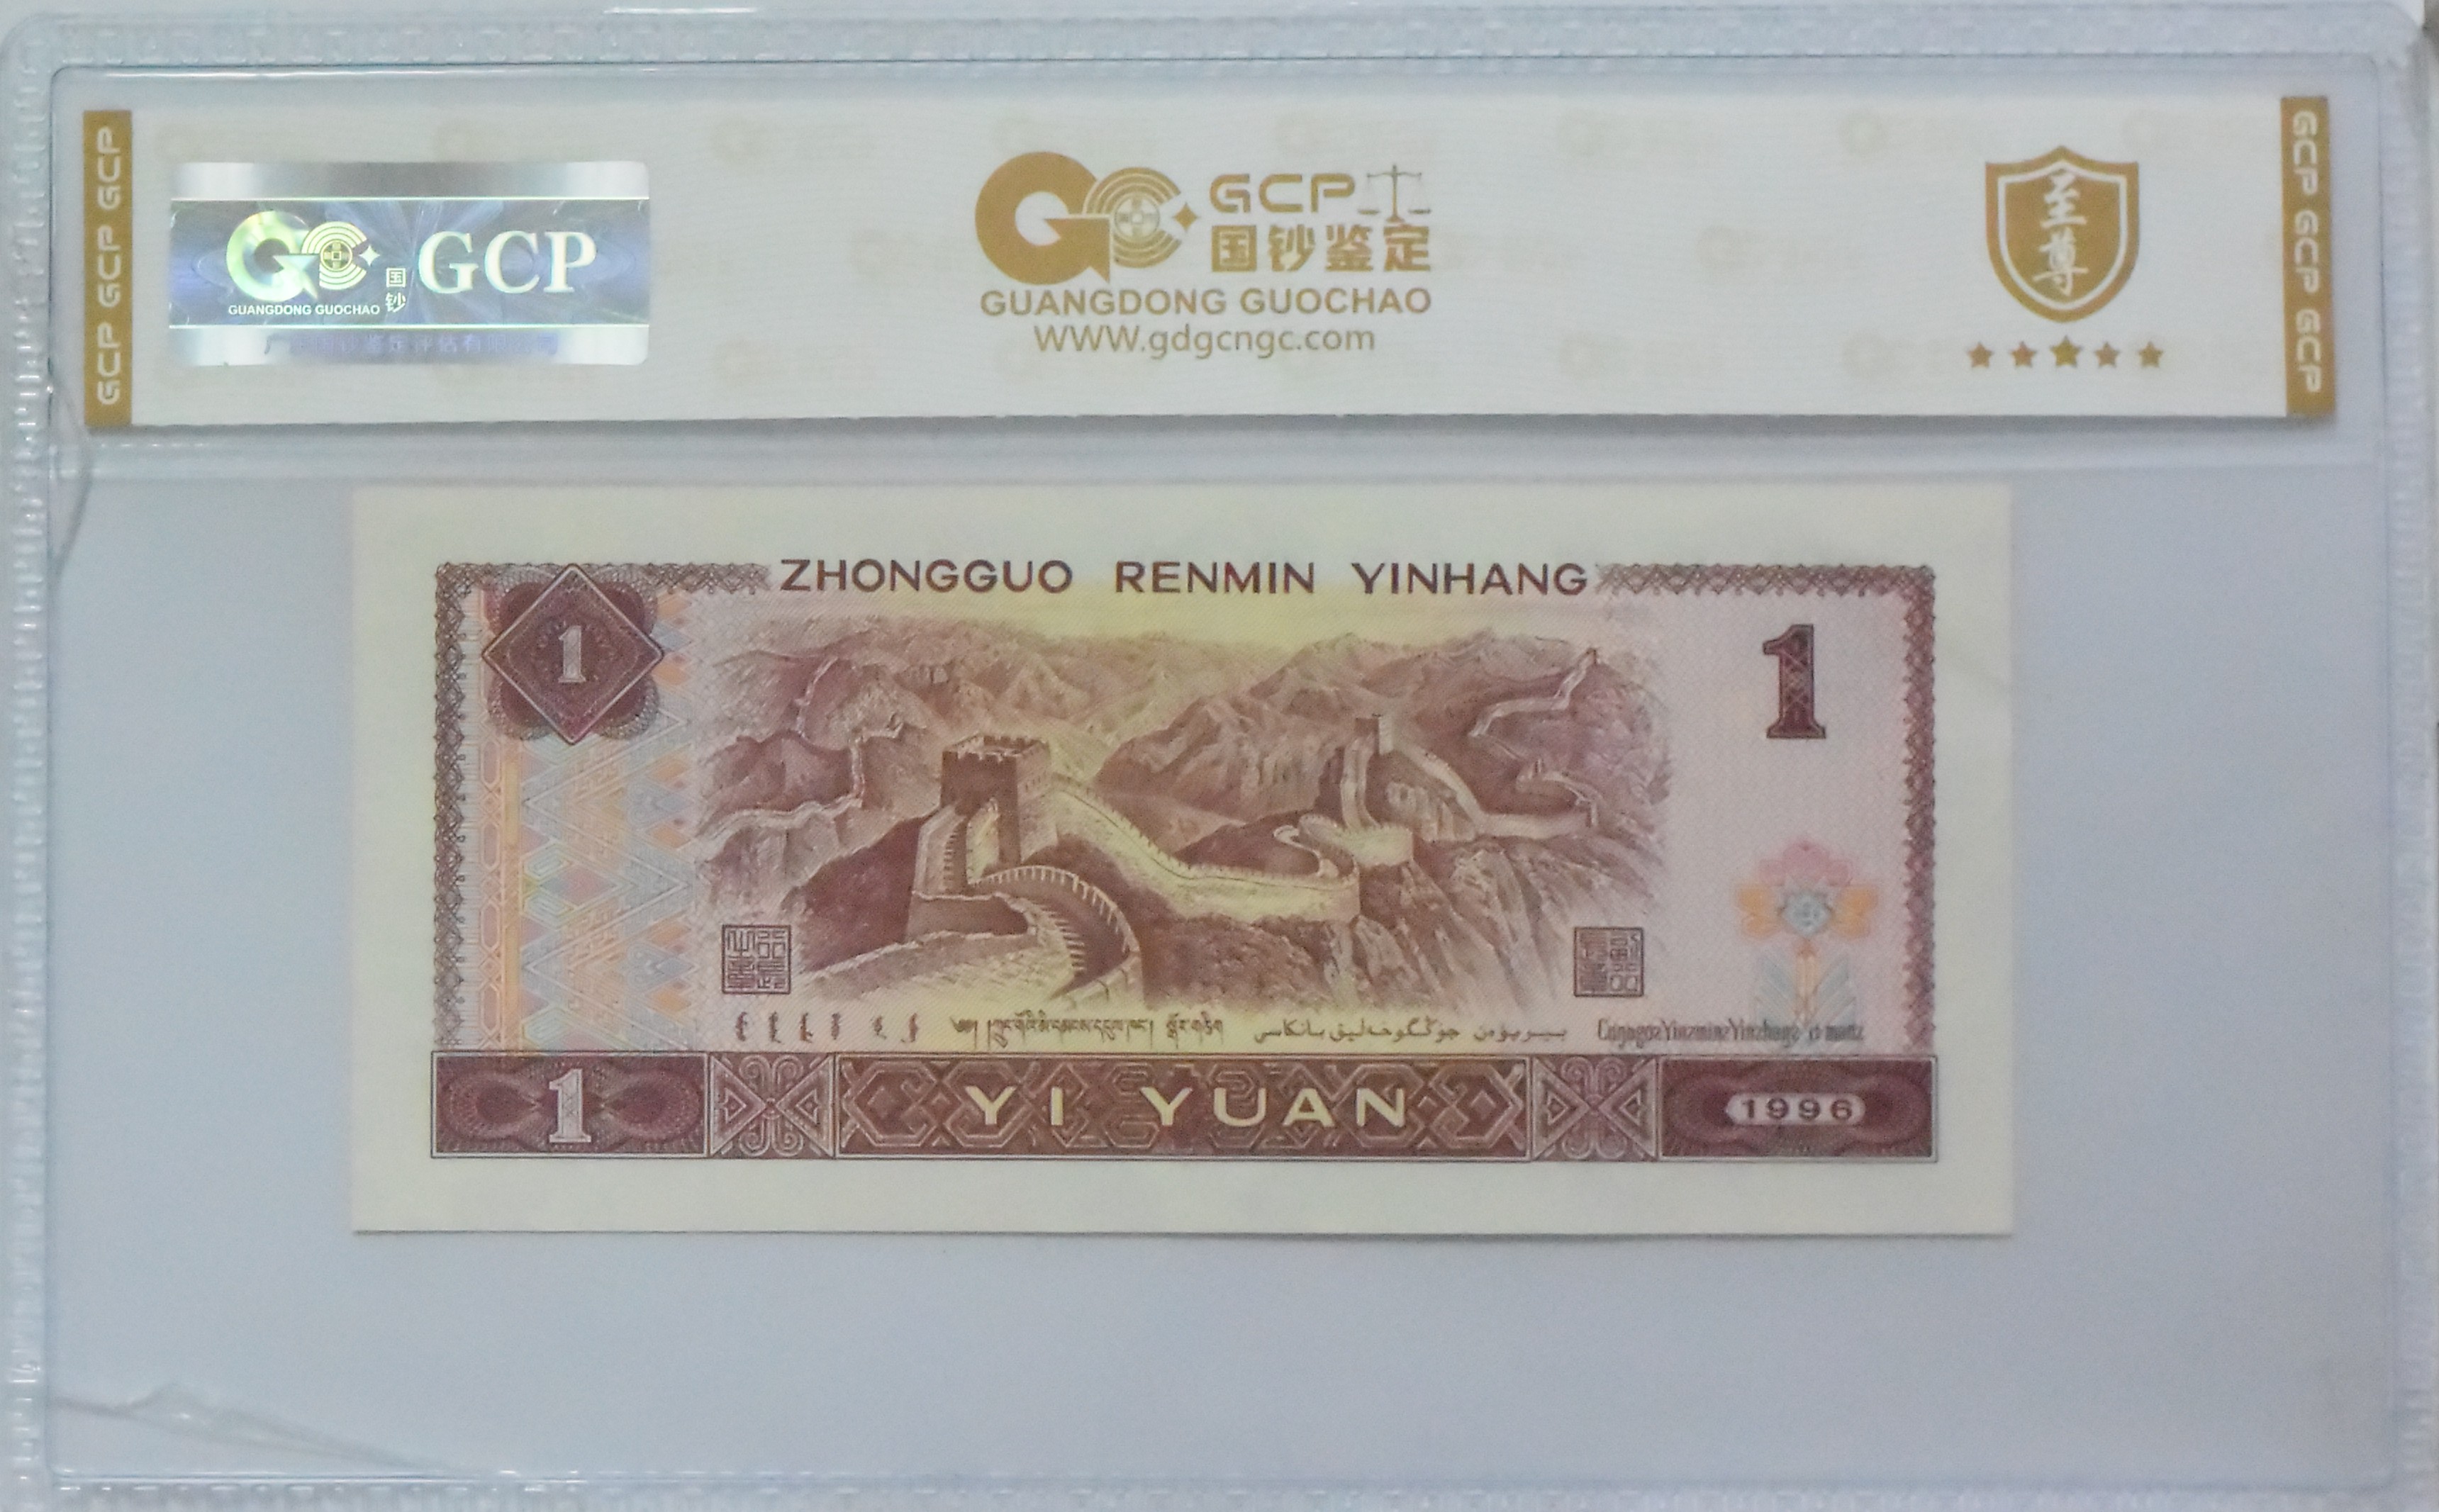 GCP GCP GCP
GCP
国钞
GUANGDONG GUOCHAO
GCP
国钞鉴定
GUANGDONG GUOCHAO
WWW.gdgcngc.com
至尊
GCP GCP GCP
ZHONGGUO RENMIN YINHANG
1
1
1
YI YUAN
1996